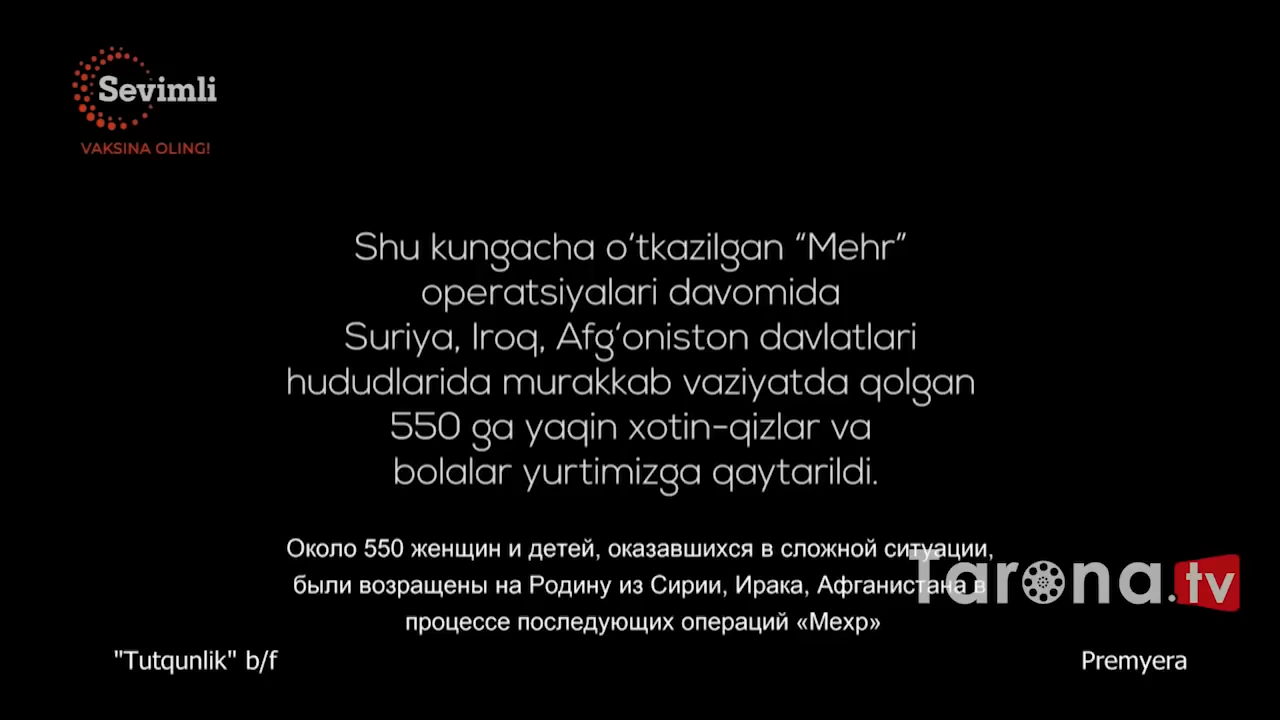 Sevimli
VAKSINA OLING!
Shu kungacha o‘tkazilgan “Mehr”
operatsiyalari davomida
Suriya, Iroq, Afg‘oniston davlatlari
hududlarida murakkab vaziyatda qolgan
550 ga yaqin xotin-qizlar va
bolalar yurtimizga qaytarildi.
Около 550 женщин и детей, оказавшихся в сложной ситуации,
были возращены на Родину из Сирии, Ирака, Афганистана в
процессе последующих операций «Мехр»
Tarona.tv
"Tutqunlik" b/f
Premyera